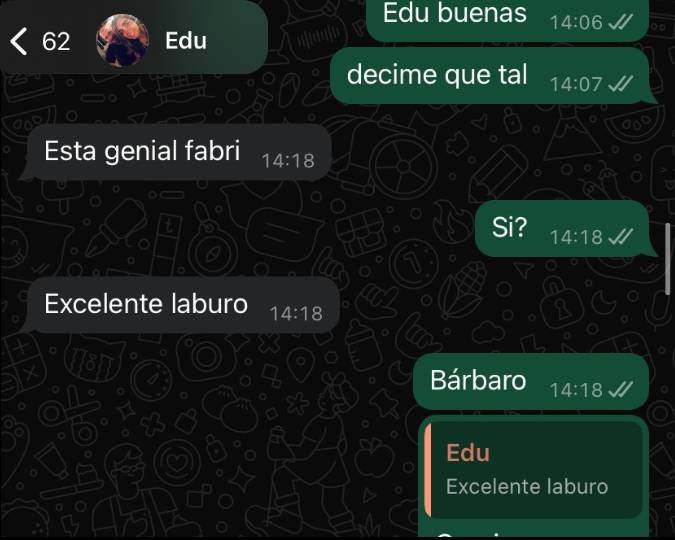 62
Edu
Edu buenas 14:06
decime que tal 14:07
Esta genial fabri 14:18
Si? 14:18
Excelente laburo 14:18
Bárbaro 14:18
Edu
Excelente laburo